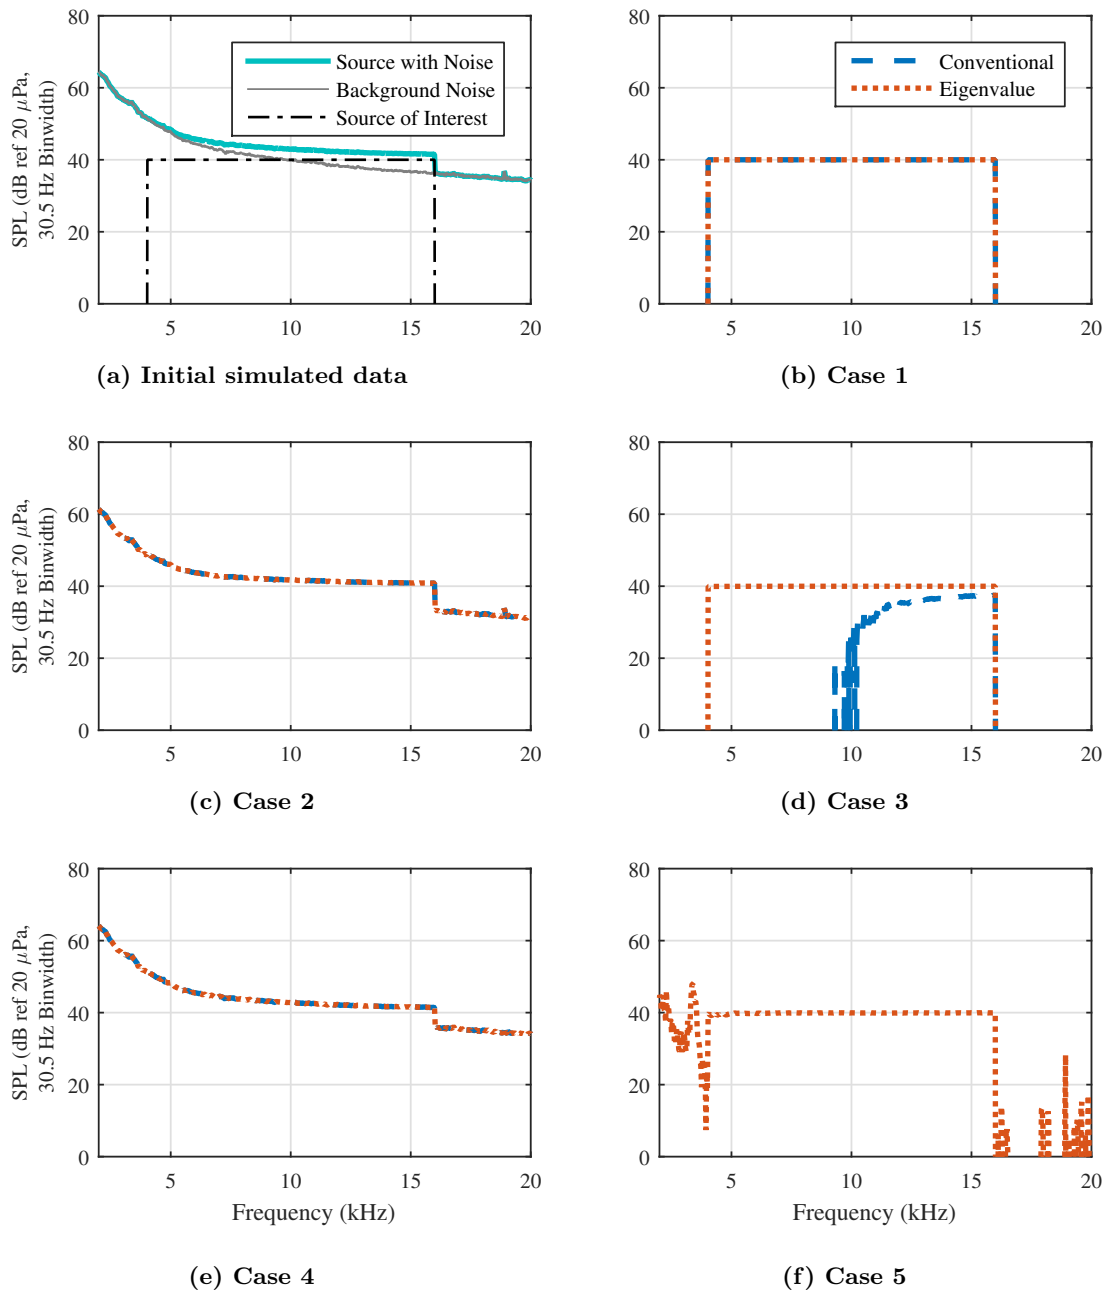 SPL (dB ref 20 μPa,
30.5 Hz Binwidth)
80
60
40
20
0
5
10
15
20
Source with Noise
Background Noise
Source of Interest
(a) Initial simulated data
80
60
40
20
0
5
10
15
20
Conventional
Eigenvalue
(b) Case 1
SPL (dB ref 20 μPa,
30.5 Hz Binwidth)
80
60
40
20
0
5
10
15
20
(c) Case 2
80
60
40
20
0
5
10
15
20
(d) Case 3
SPL (dB ref 20 μPa,
30.5 Hz Binwidth)
80
60
40
20
0
5
10
15
20
Frequency (kHz)
(e) Case 4
80
60
40
20
0
5
10
15
20
Frequency (kHz)
(f) Case 5